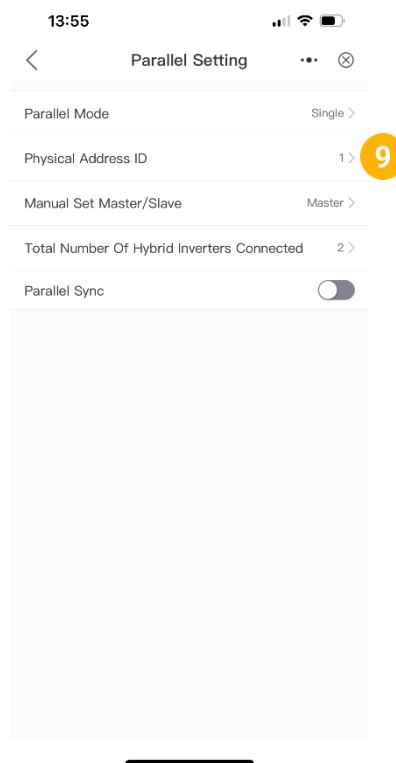 13:55
Parallel Setting
Parallel Mode Single
Physical Address ID 1
9
Manual Set Master/Slave Master
Total Number Of Hybrid Inverters Connected 2
Parallel Sync